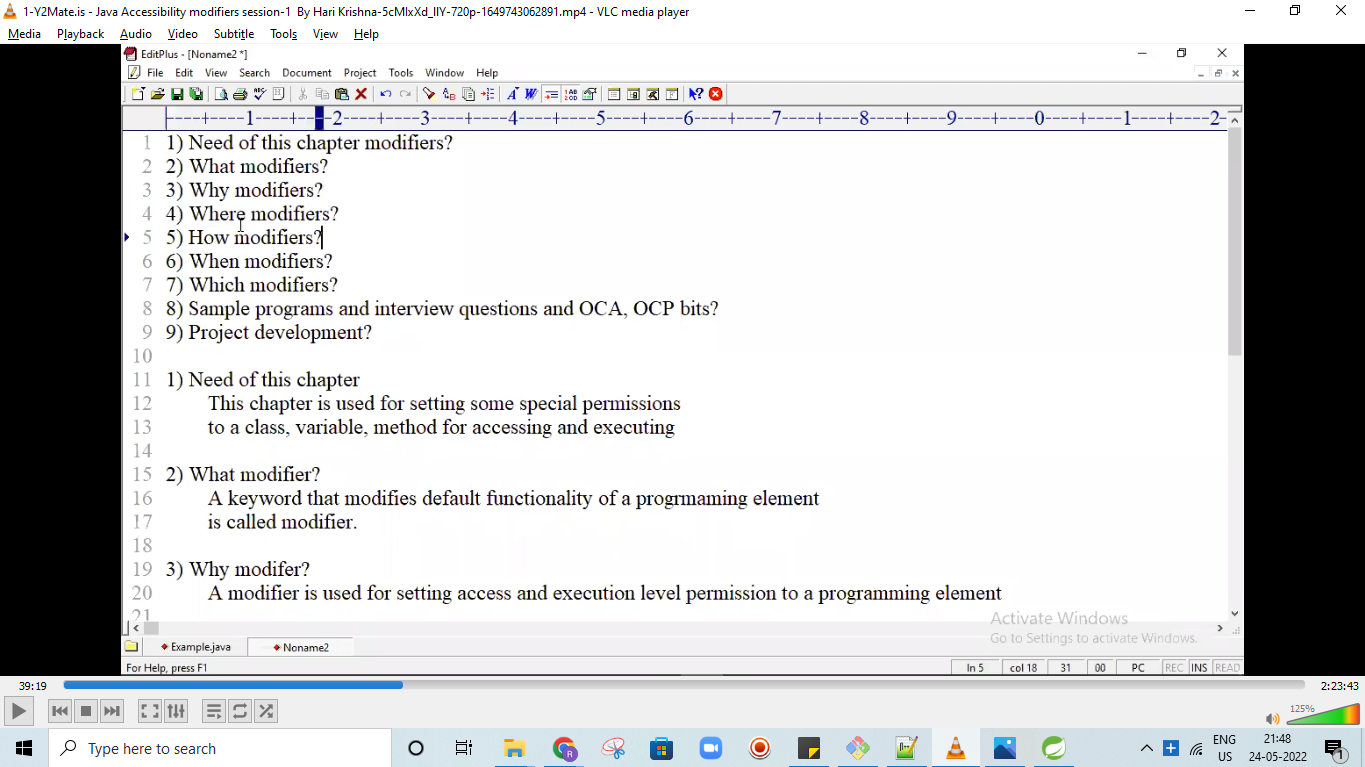 1-Y2Mate.is - Java Accessibility modifiers session-1 By Hari Krishna-5cMlxXd_IIY-720p-1649743062891.mp4 - VLC media player
Media Playback Audio Video Subtitle Tools View Help
EditPlus - [Noname2 *]
File Edit View Search Document Project Tools Window Help
----+----1----+----2----+----3----+----4----+----5----+----6----+----7----+----8----+----9----+----0----+----1----+----2-
1 1) Need of this chapter modifiers?
2 2) What modifiers?
3 3) Why modifiers?
4 4) Where modifiers?
5 5) How modifiers?
6 6) When modifiers?
7 7) Which modifiers?
8 8) Sample programs and interview questions and OCA, OCP bits?
9 9) Project development?
10
11 1) Need of this chapter
12 This chapter is used for setting some special permissions
13 to a class, variable, method for accessing and executing
14
15 2) What modifier?
16 A keyword that modifies default functionality of a progrmaming element
17 is called modifier.
18
19 3) Why modifer?
20 A modifier is used for setting access and execution level permission to a programming element
21
Activate Windows
Go to Settings to activate Windows.
Example.java Noname2
For Help, press F1 ln 5 col 18 31 00 PC REC INS READ
39:19 2:23:43
125%
Type here to search
ENG 21:48
US 24-05-2022
1